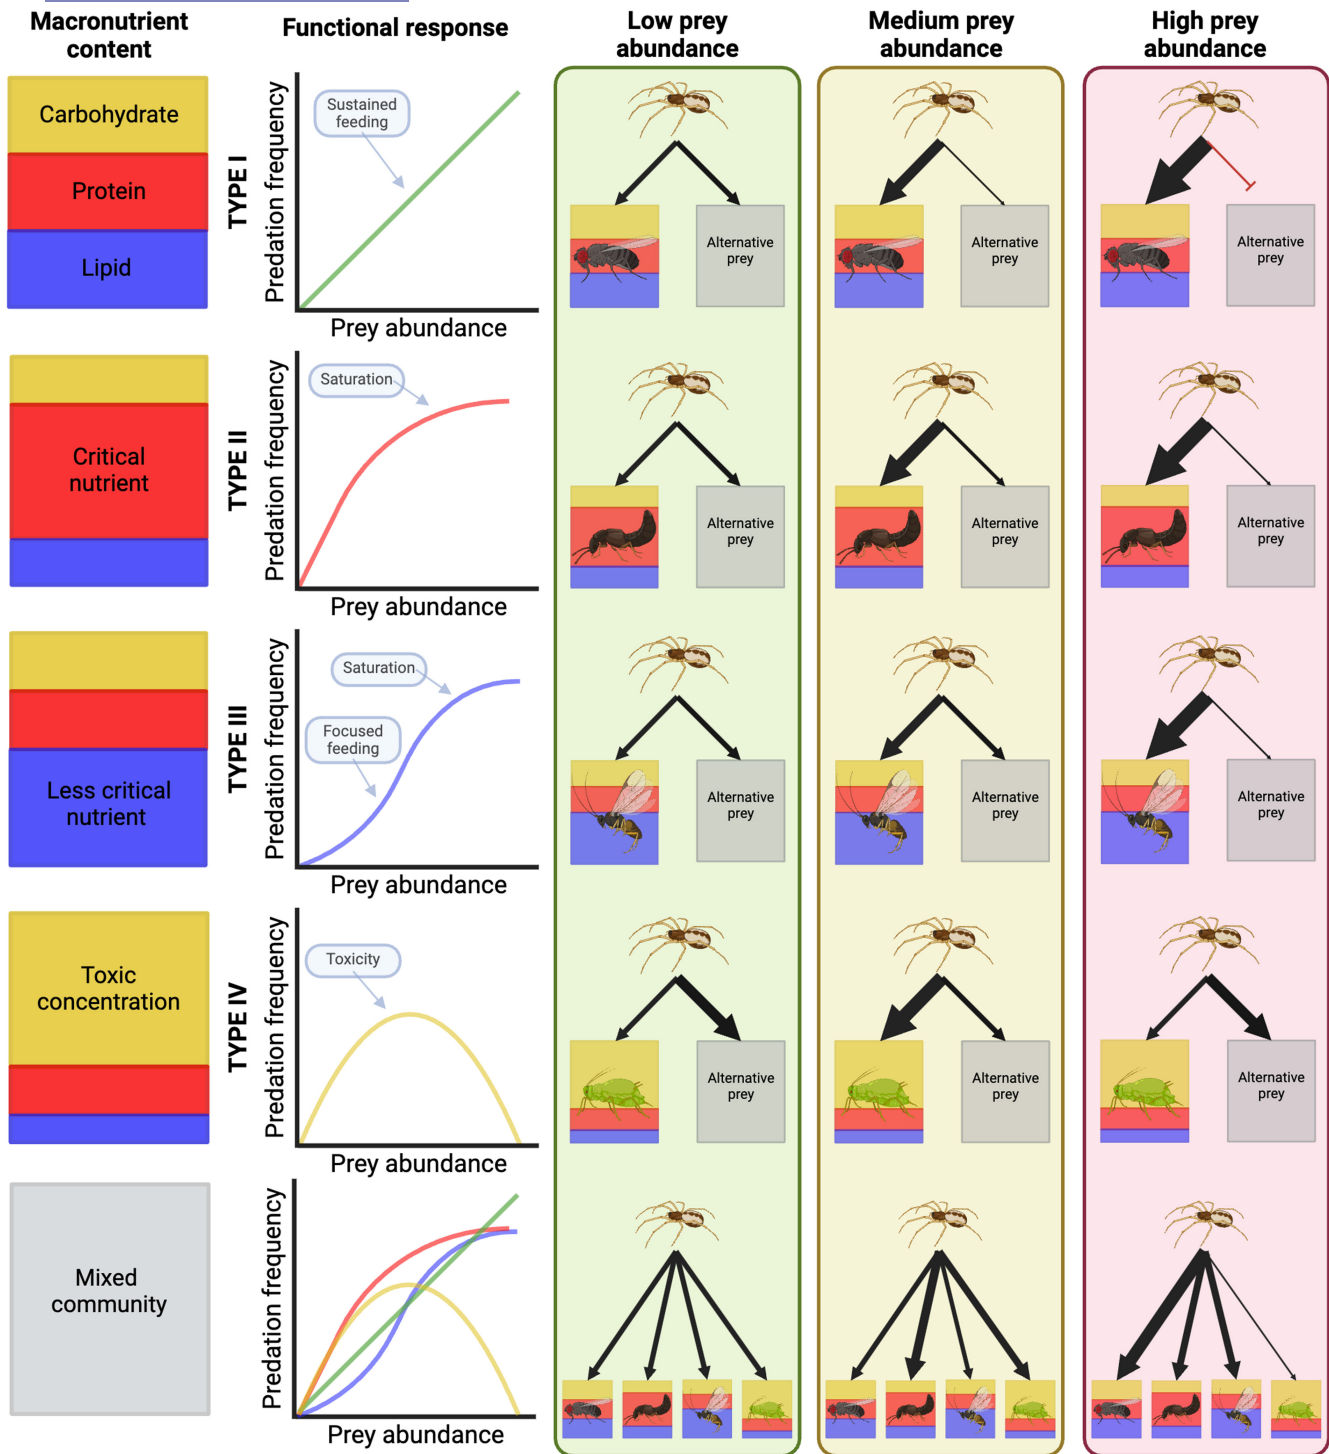 Macronutrient
content
Functional response
Low prey
abundance
Medium prey
abundance
High prey
abundance
Carbohydrate
Protein
Lipid
TYPE I
Predation frequency
Sustained
feeding
Prey abundance
Alternative
prey
Alternative
prey
Alternative
prey
Critical
nutrient
TYPE II
Predation frequency
Saturation
Prey abundance
Alternative
prey
Alternative
prey
Alternative
prey
Less critical
nutrient
TYPE III
Predation frequency
Saturation
Focused
feeding
Prey abundance
Alternative
prey
Alternative
prey
Alternative
prey
Toxic
concentration
TYPE IV
Predation frequency
Toxicity
Prey abundance
Alternative
prey
Alternative
prey
Alternative
prey
Mixed
community
Predation frequency
Prey abundance